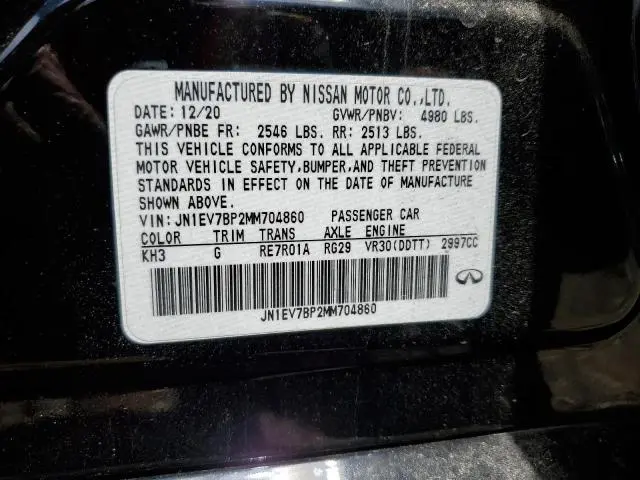 MANUFACTURED BY NISSAN MOTOR CO.,LTD.
DATE: 12/20 GVWR/PNBV: 4980 LBS.
GAWR/PNBE FR: 2546 LBS. RR: 2513 LBS.
THIS VEHICLE CONFORMS TO ALL APPLICABLE FEDERAL
MOTOR VEHICLE SAFETY,BUMPER,AND THEFT PREVENTION
STANDARDS IN EFFECT ON THE DATE OF MANUFACTURE
SHOWN ABOVE.
VIN: JN1EV7BP2MM704860 PASSENGER CAR
COLOR TRIM TRANS AXLE ENGINE
KH3 G RE7R01A RG29 VR30(DDTT) 2997CC
JN1EV7BP2MM704860